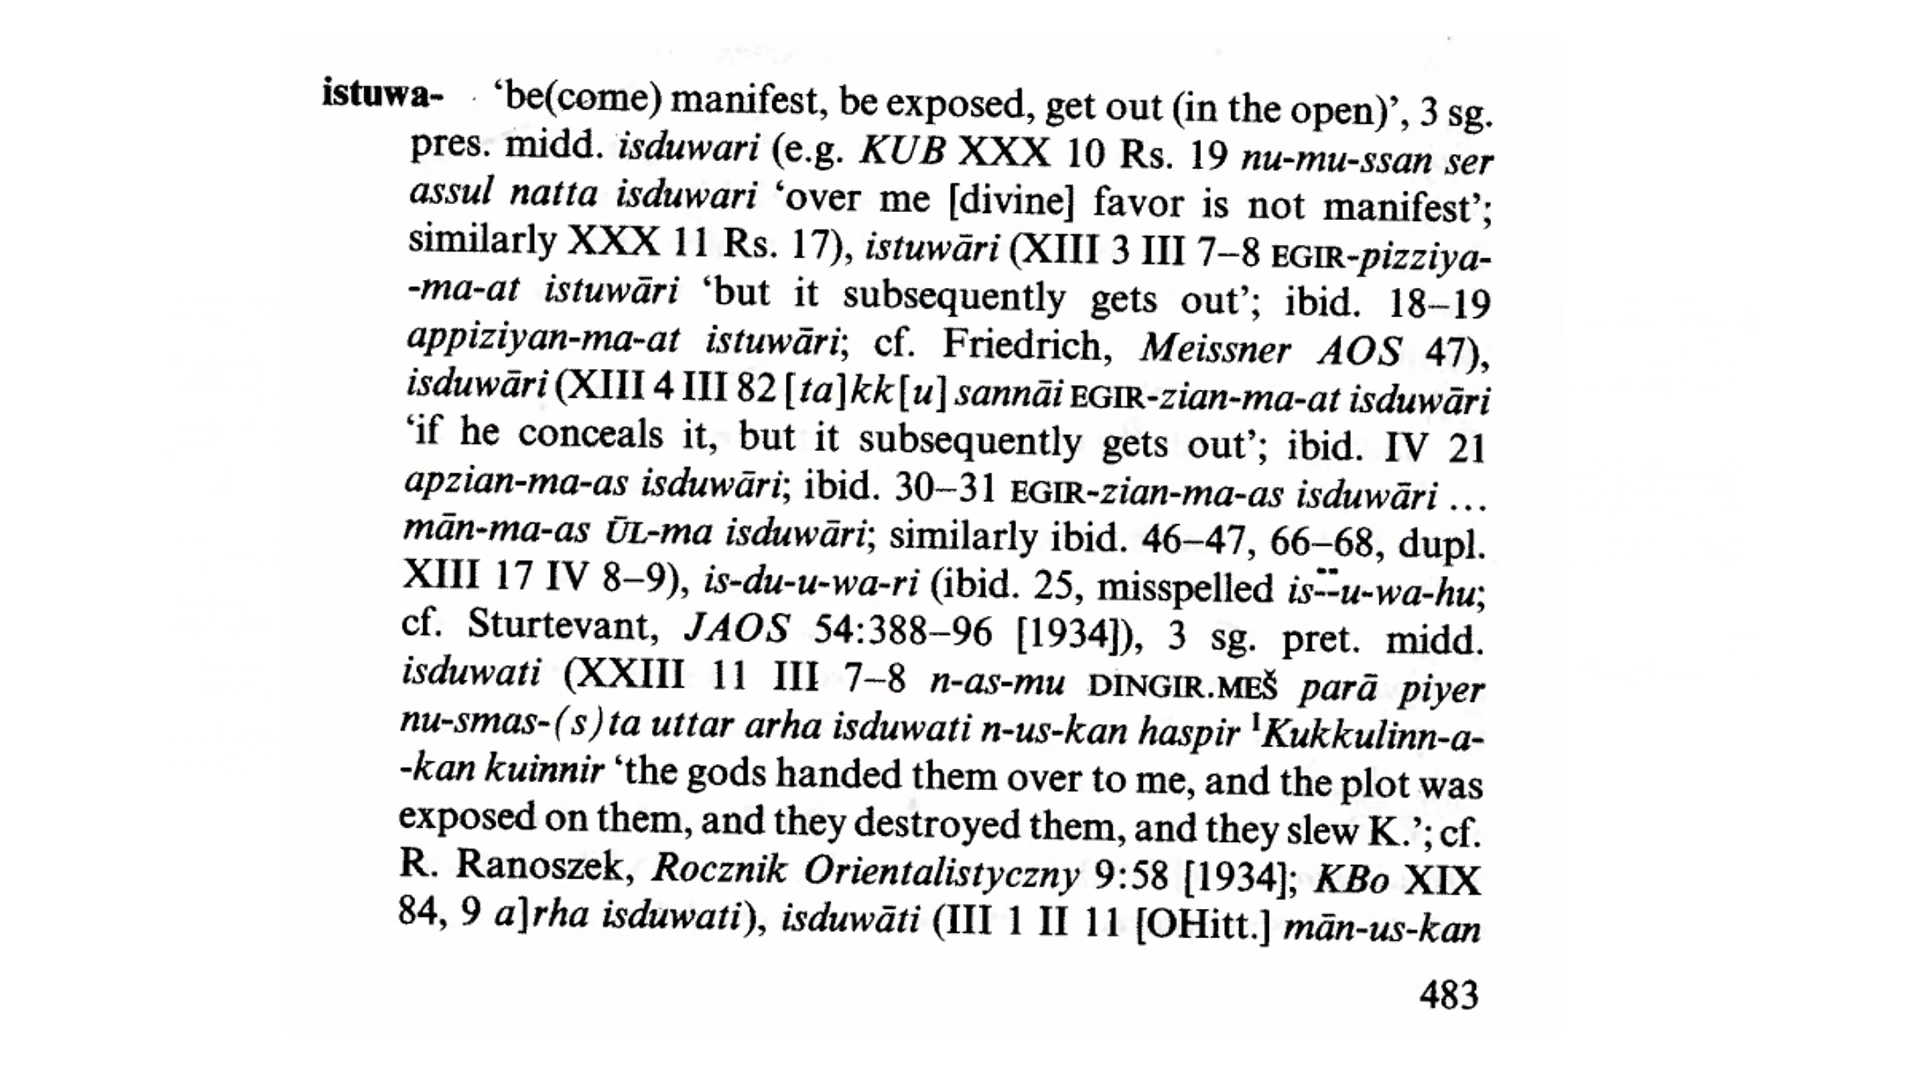 istuwa- 'be(come) manifest, be exposed, get out (in the open)', 3 sg.
pres. midd. isduwari (e.g. KUB XXX 10 Rs. 19 nu-mu-ssan ser
assul natta isduwari 'over me [divine] favor is not manifest';
similarly XXX 11 Rs. 17), istuwāri (XIII 3 III 7–8 EGIR-pizziya-
-ma-at istuwāri 'but it subsequently gets out'; ibid. 18–19
appiziyan-ma-at istuwāri; cf. Friedrich, Meissner AOS 47),
isduwāri (XIII 4 III 82 [ta]kk[u] sannāi EGIR-zian-ma-at isduwāri
'if he conceals it, but it subsequently gets out'; ibid. IV 21
apzian-ma-as isduwāri; ibid. 30–31 EGIR-zian-ma-as isduwāri ...
mān-ma-as ŪL-ma isduwāri; similarly ibid. 46–47, 66–68, dupl.
XIII 17 IV 8–9), is-du-u-wa-ri (ibid. 25, misspelled is-­-u-wa-hu;
cf. Sturtevant, JAOS 54:388–96 [1934]), 3 sg. pret. midd.
isduwati (XXIII 11 III 7–8 n-as-mu DINGIR.MEŠ parā piyer
nu-smas-(s)ta uttar arha isduwati n-us-kan haspir ¹Kukkulinn-a-
-kan kuinnir 'the gods handed them over to me, and the plot was
exposed on them, and they destroyed them, and they slew K.'; cf.
R. Ranoszek, Rocznik Orientalistyczny 9:58 [1934]; KBo XIX
84, 9 a]rha isduwati), isduwāti (III 1 II 11 [OHitt.] mān-us-kan
483